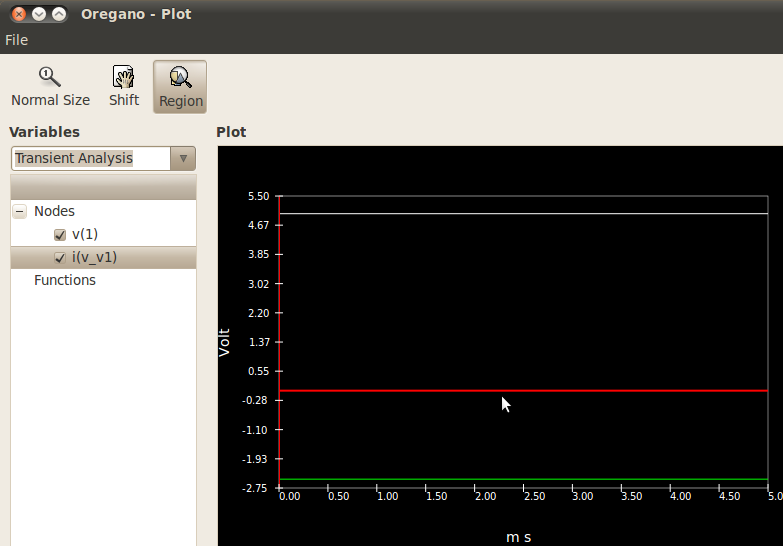 Oregano - Plot
File
Normal Size Shift Region
Variables
Plot
Transient Analysis
Nodes
v(1)
i(v_v1)
Functions
Volt
5.50
4.67
3.85
3.02
2.20
1.37
0.55
-0.28
-1.10
-1.93
-2.75
0.00 0.50 1.00 1.50 2.00 2.50 3.00 3.50 4.00 4.50 5.0
m s